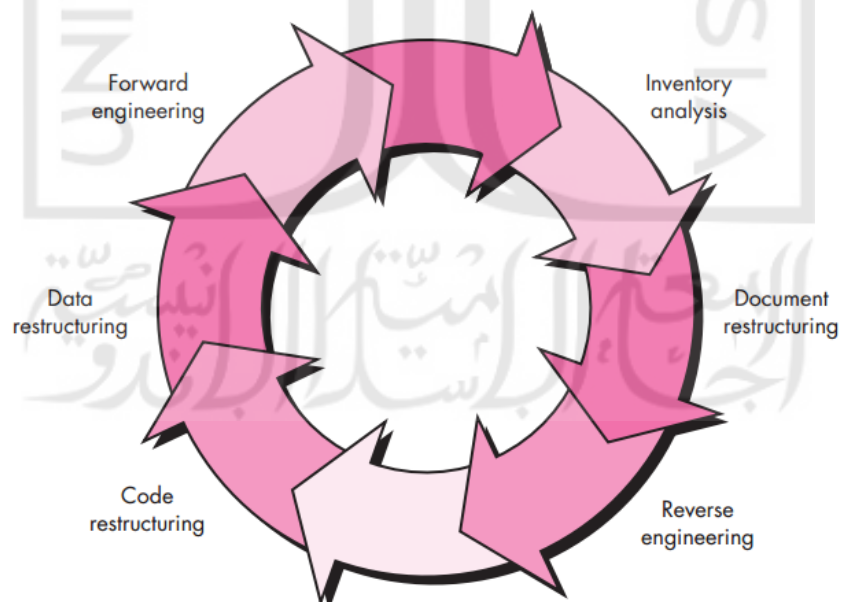 Forward
engineering
Inventory
analysis
Data
restructuring
Document
restructuring
Code
restructuring
Reverse
engineering